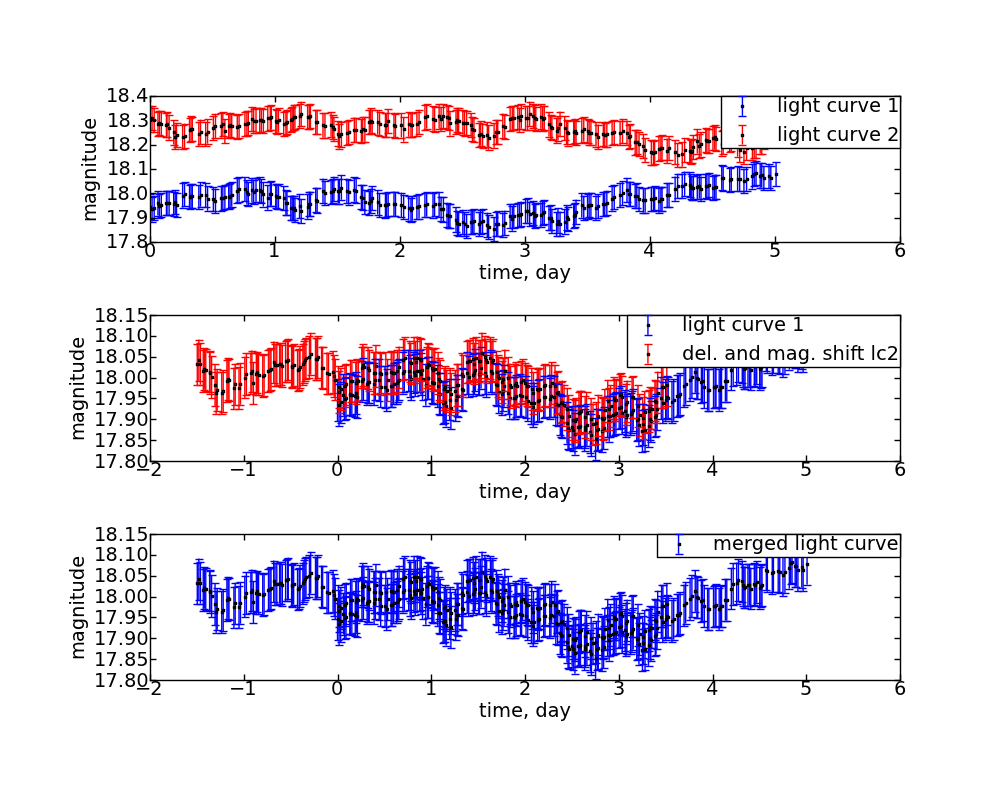 18.4
18.3
18.2
18.1
18.0
17.9
17.8
magnitude
light curve 1
light curve 2
0 1 2 3 4 5 6
time, day
18.15
18.10
18.05
18.00
17.95
17.90
17.85
17.80
magnitude
light curve 1
del. and mag. shift lc2
−2 −1 0 1 2 3 4 5 6
time, day
18.15
18.10
18.05
18.00
17.95
17.90
17.85
17.80
magnitude
merged light curve
−2 −1 0 1 2 3 4 5 6
time, day